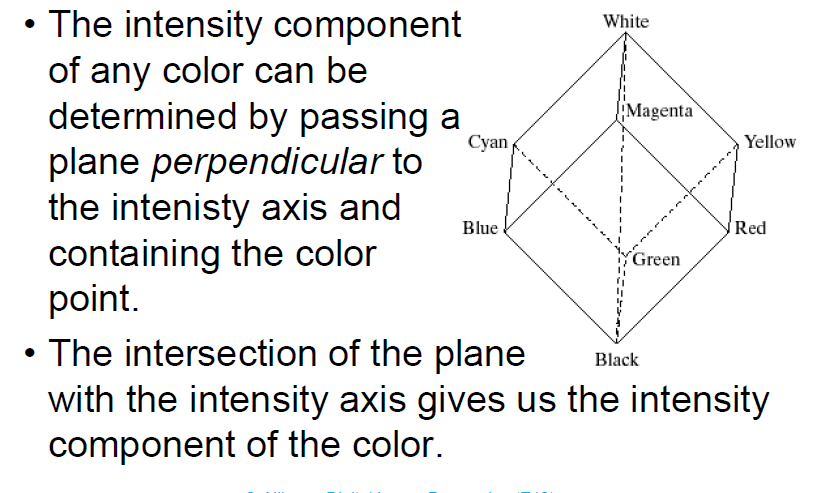 • The intensity component
of any color can be
determined by passing a
plane perpendicular to
the intenisty axis and
containing the color
point.
• The intersection of the plane
with the intensity axis gives us the intensity
component of the color.
White
Magenta
Cyan
Yellow
Blue
Red
Green
Black